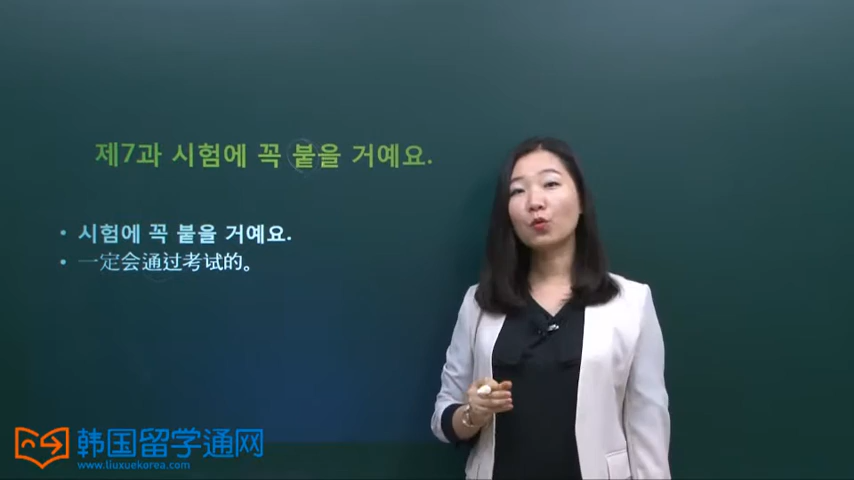 제7과 시험에 꼭 붙을 거예요.
• 시험에 꼭 붙을 거예요.
• 一定会通过考试的。
韩国留学通网
www.liuxuekorea.com